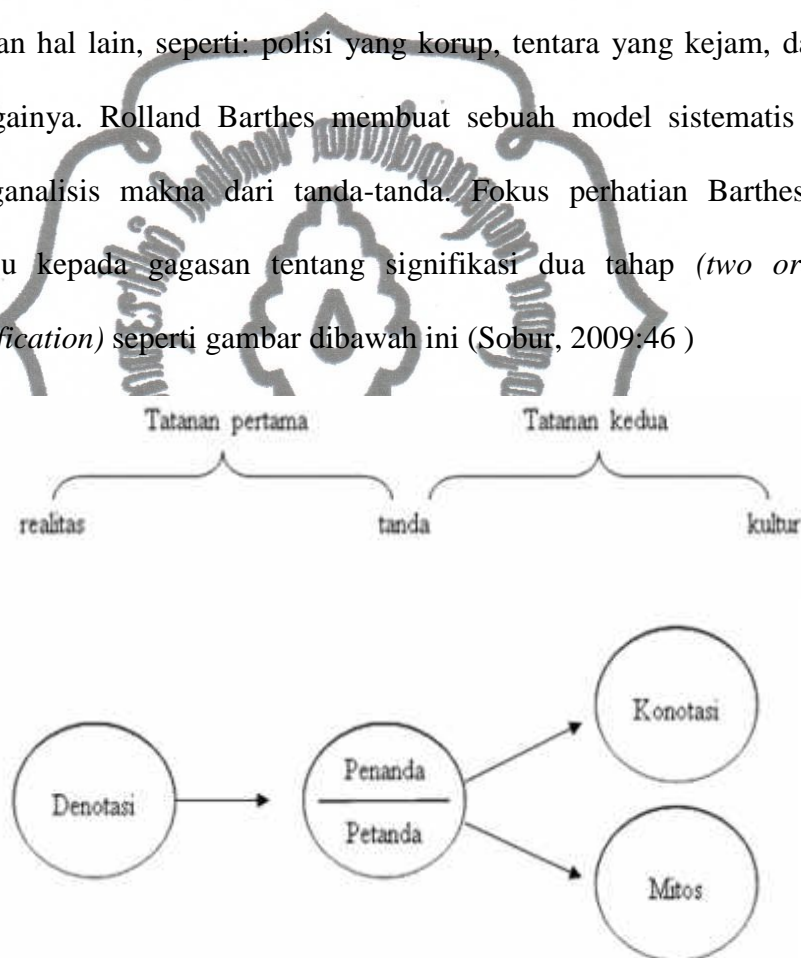 an hal lain, seperti: polisi yang korup, tentara yang kejam, da
gainya. Rolland Barthes membuat sebuah model sistematis
ganalisis makna dari tanda-tanda. Fokus perhatian Barthes
u kepada gagasan tentang signifikasi dua tahap (two or
fication) seperti gambar dibawah ini (Sobur, 2009:46 )
Tatanan pertama Tatanan kedua
realitas tanda kultur
Konotasi
Penanda
Denotasi
Petanda
Mitos